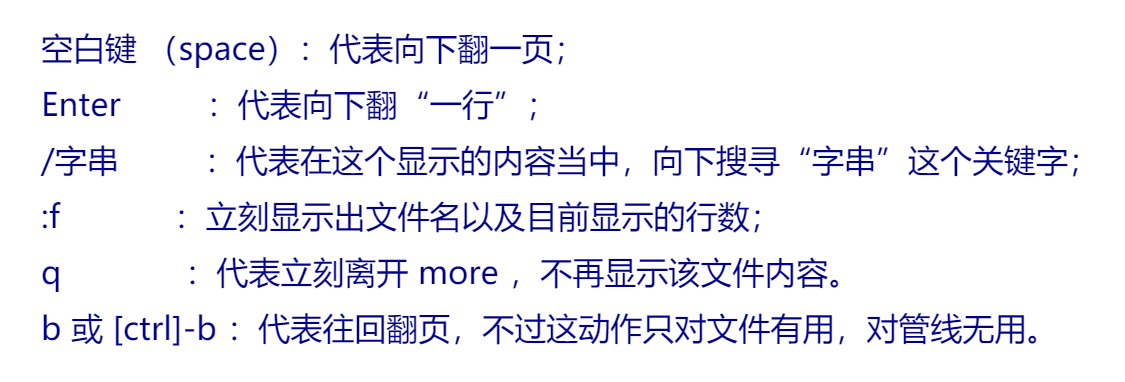 空白键 （space）：代表向下翻一页；
Enter ：代表向下翻“一行”；
/字串 ：代表在这个显示的内容当中，向下搜寻“字串”这个关键字；
:f ：立刻显示出文件名以及目前显示的行数；
q ：代表立刻离开 more ，不再显示该文件内容。
b 或 [ctrl]-b ：代表往回翻页，不过这动作只对文件有用，对管线无用。